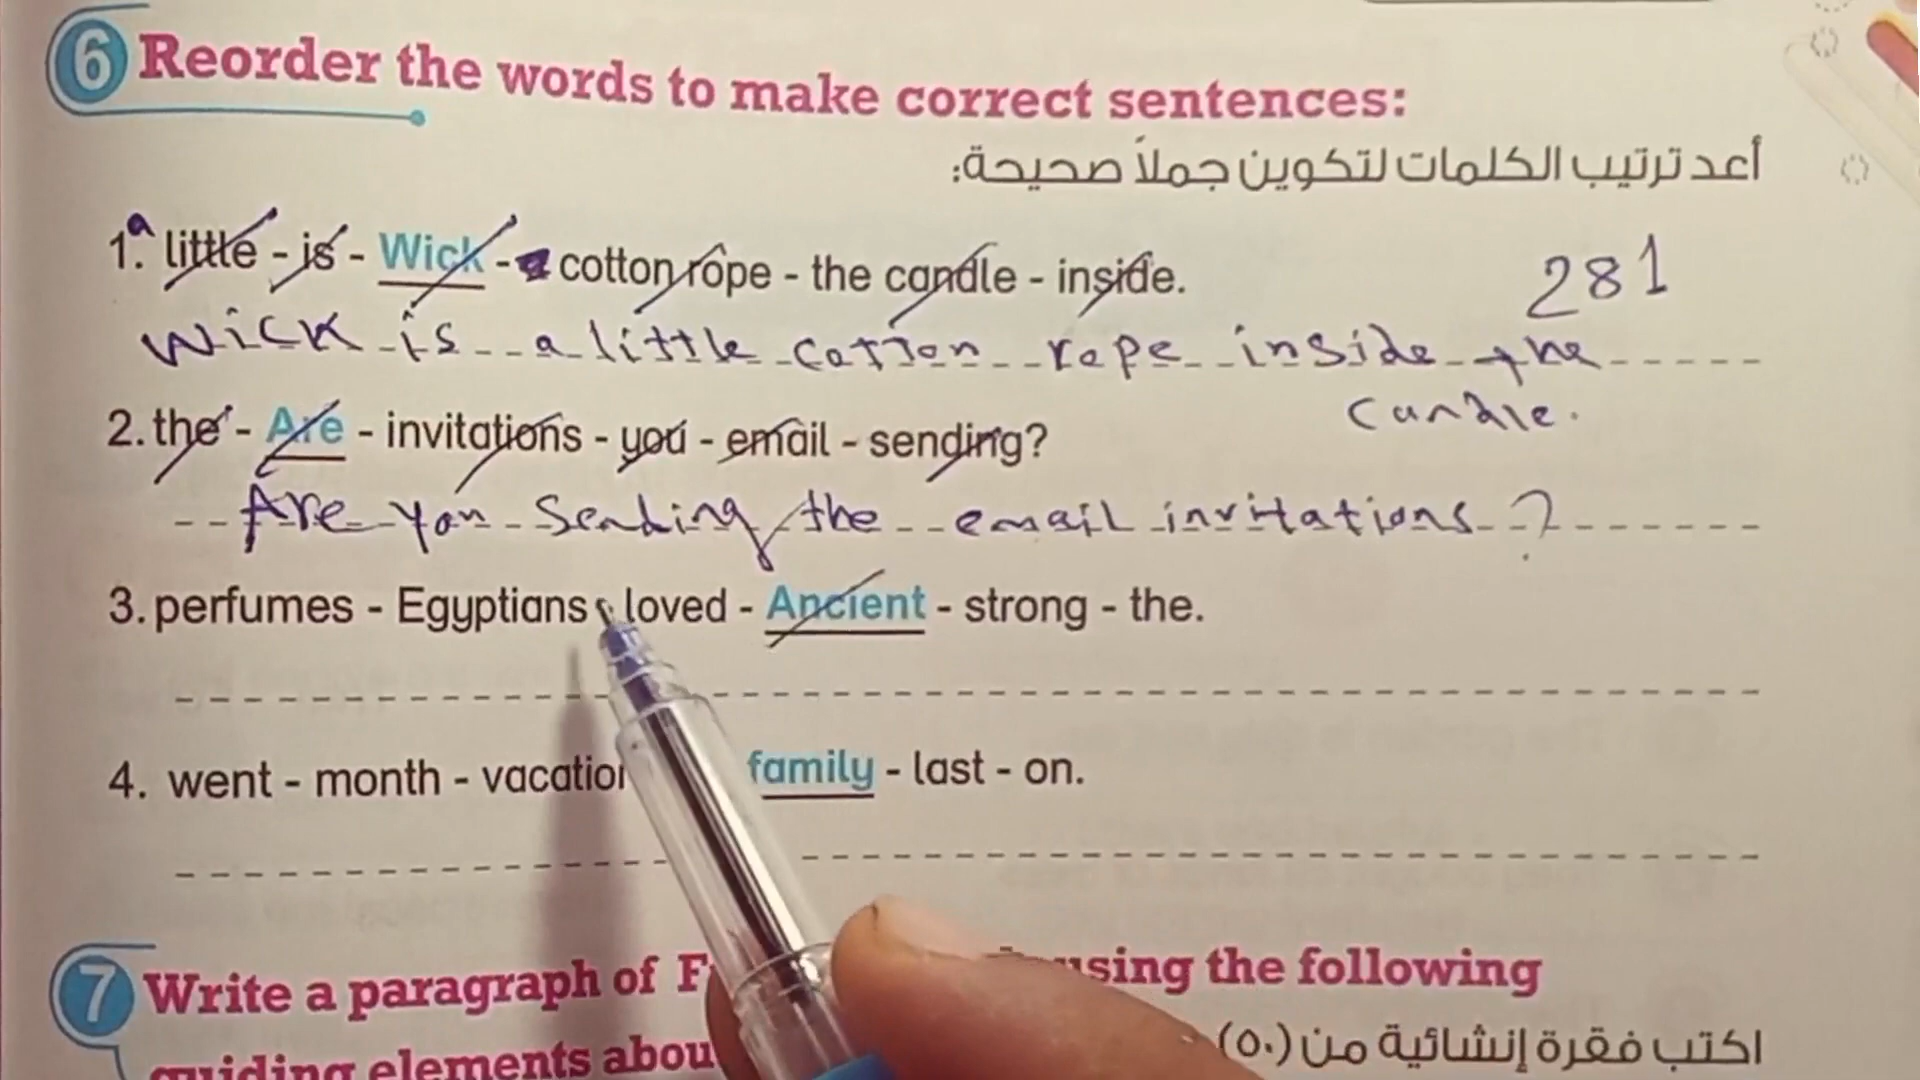 6 Reorder the words to make correct sentences:
أعد ترتيب الكلمات لتكوين جملاً صحيحة:
1. a little - is - Wick - cotton rope - the candle - inside.
281
Wick is a little cotton rope inside the
candle.
2. the - Are - invitations - you - email - sending?
Are you sending the email invitations ?
3. perfumes - Egyptians - loved - Ancient - strong - the.
4. went - month - family - last - on.
7 Write a paragraph of using the following
اكتب فقرة إنشائية من (٥٠)
guiding elements